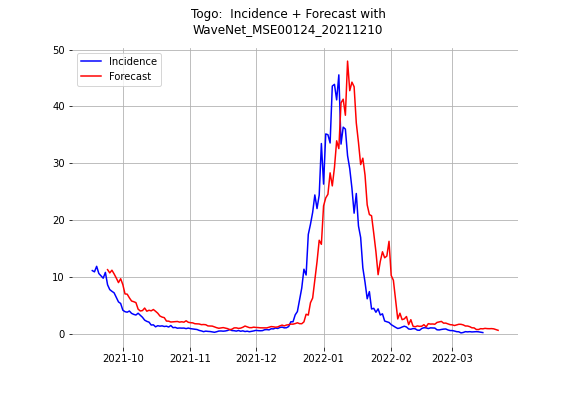 Togo:  Incidence + Forecast with
WaveNet_MSE00124_20211210
Incidence
Forecast
50
40
30
20
10
0
2021-10 2021-11 2021-12 2022-01 2022-02 2022-03